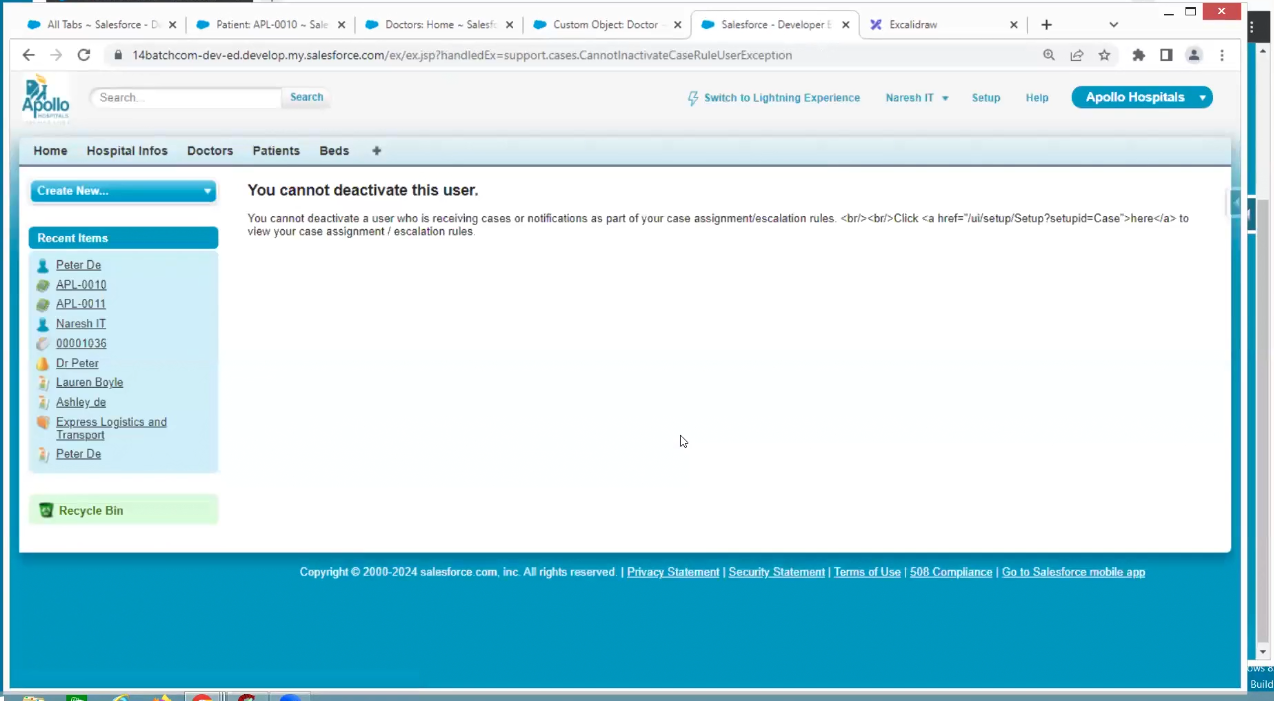 All Tabs ~ Salesforce - D
Patient: APL-0010 ~ Sale
Doctors: Home ~ Salesf
Custom Object: Doctor ~
Salesforce - Developer E
Excalidraw
14batchcom-dev-ed.develop.my.salesforce.com/ex/ex.jsp?handledEx=support.cases.CannotInactivateCaseRuleUserException
Apollo
HOSPITALS
Search...
Search
Switch to Lightning Experience
Naresh IT
Setup
Help
Apollo Hospitals
Home
Hospital Infos
Doctors
Patients
Beds
+
Create New...
Recent Items
Peter De
APL-0010
APL-0011
Naresh IT
00001036
Dr Peter
Lauren Boyle
Ashley de
Express Logistics and
Transport
Peter De
Recycle Bin
You cannot deactivate this user.
You cannot deactivate a user who is receiving cases or notifications as part of your case assignment/escalation rules. <br/><br/>Click <a href="/ui/setup/Setup?setupid=Case">here</a> to
view your case assignment / escalation rules.
Copyright © 2000-2024 salesforce.com, inc. All rights reserved. | Privacy Statement | Security Statement | Terms of Use | 508 Compliance | Go to Salesforce mobile app
Build